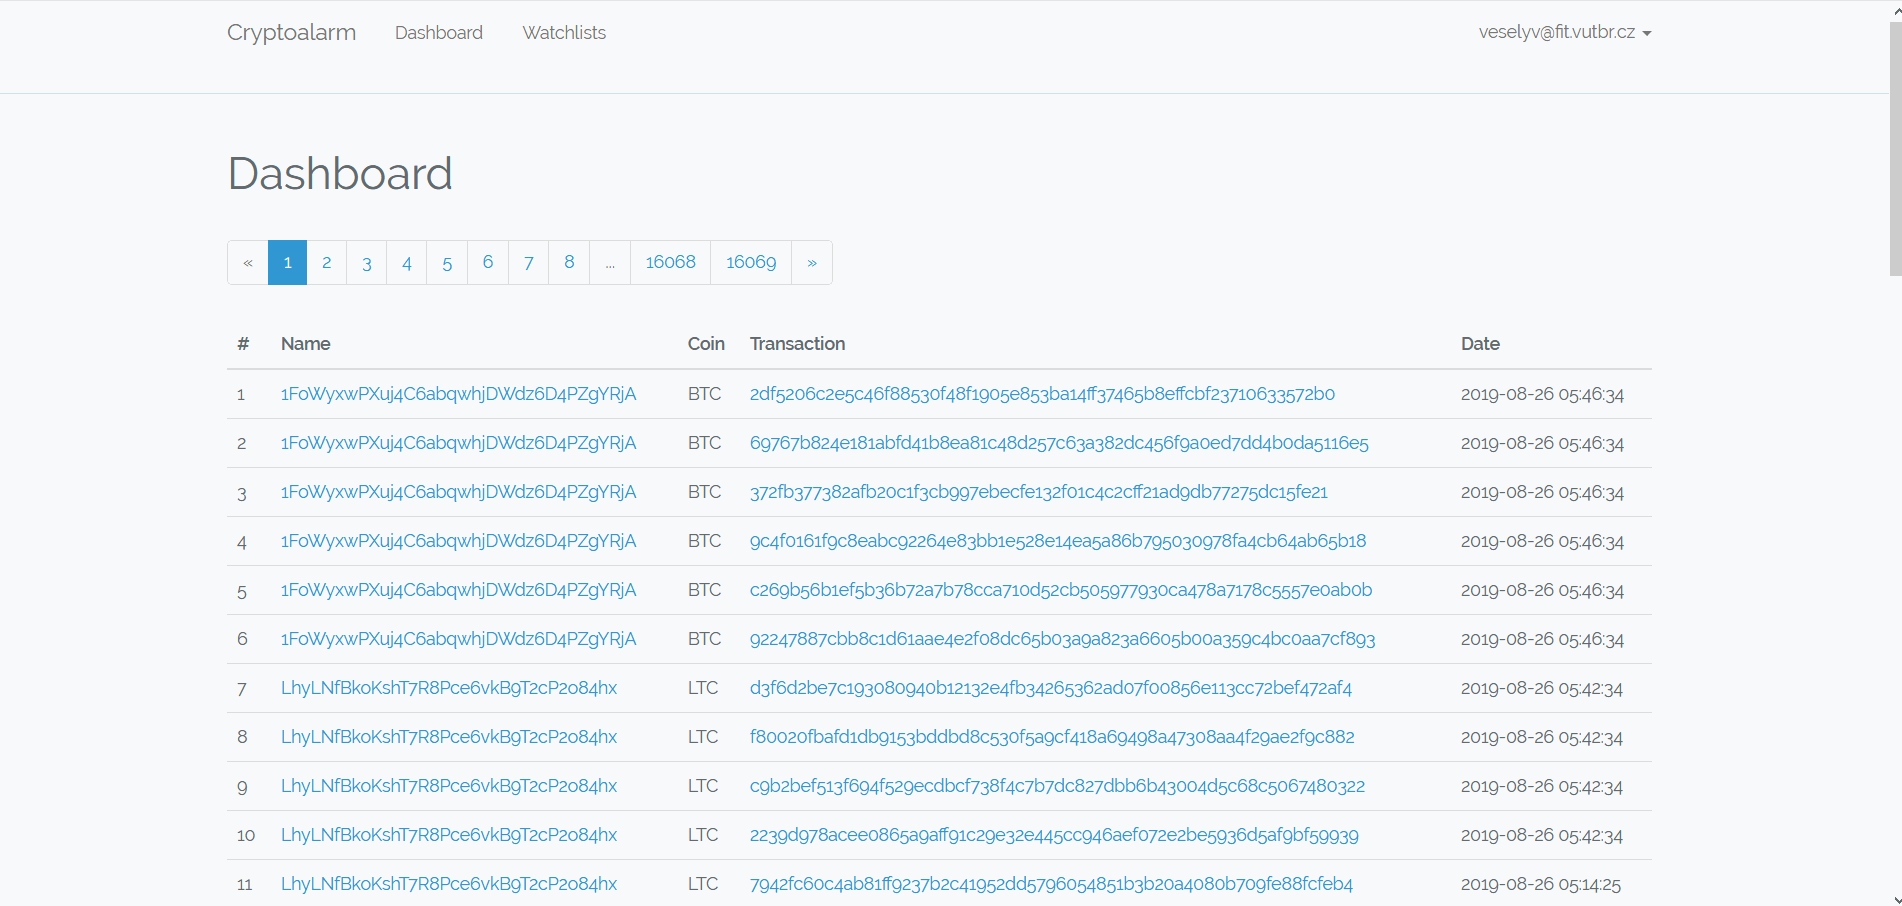 Cryptoalarm Dashboard Watchlists veselyv@fit.vutbr.cz
Dashboard
« 1 2 3 4 5 6 7 8 ... 16068 16069 »
# Name Coin Transaction Date
1 1FoWyxwPXuj4C6abqwhjDWdz6D4PZgYRjA BTC 2df5206c2e5c46f88530f48f1905e853ba14ff37465b8effcbf23710633572b0 2019-08-26 05:46:34
2 1FoWyxwPXuj4C6abqwhjDWdz6D4PZgYRjA BTC 69767b824e181abfd41b8ea81c48d257c63a382dc456f9a0ed7dd4b0da5116e5 2019-08-26 05:46:34
3 1FoWyxwPXuj4C6abqwhjDWdz6D4PZgYRjA BTC 372fb377382afb20c1f3cb997ebecfe132f01c4c2cff21ad9db77275dc15fe21 2019-08-26 05:46:34
4 1FoWyxwPXuj4C6abqwhjDWdz6D4PZgYRjA BTC 9c4f0161f9c8eabc92264e83bb1e528e14ea5a86b795030978fa4cb64ab65b18 2019-08-26 05:46:34
5 1FoWyxwPXuj4C6abqwhjDWdz6D4PZgYRjA BTC c269b56b1ef5b36b72a7b78cca710d52cb505977930ca478a7178c5557e0ab0b 2019-08-26 05:46:34
6 1FoWyxwPXuj4C6abqwhjDWdz6D4PZgYRjA BTC 92247887cbb8c1d61aae4e2f08dc65b03a9a823a6605b00a359c4bc0aa7cf893 2019-08-26 05:46:34
7 LhyLNfBkoKshT7R8Pce6vkB9T2cP2o84hx LTC d3f6d2be7c193080940b12132e4fb34265362ad07f00856e113cc72bef472af4 2019-08-26 05:42:34
8 LhyLNfBkoKshT7R8Pce6vkB9T2cP2o84hx LTC f80020fbafd1db9153bddbd8c530f5a9cf418a69498a47308aa4f29ae2f9c882 2019-08-26 05:42:34
9 LhyLNfBkoKshT7R8Pce6vkB9T2cP2o84hx LTC c9b2bef513f694f529ecdbcf738f4c7b7dc827dbb6b43004d5c68c5067480322 2019-08-26 05:42:34
10 LhyLNfBkoKshT7R8Pce6vkB9T2cP2o84hx LTC 2239d978acee0865a9aff91c29e32e445cc946aef072e2be5936d5af9bf59939 2019-08-26 05:42:34
11 LhyLNfBkoKshT7R8Pce6vkB9T2cP2o84hx LTC 7942fc60c4ab81ff9237b2c41952dd5796054851b3b20a4080b709fe88fcfeb4 2019-08-26 05:14:25